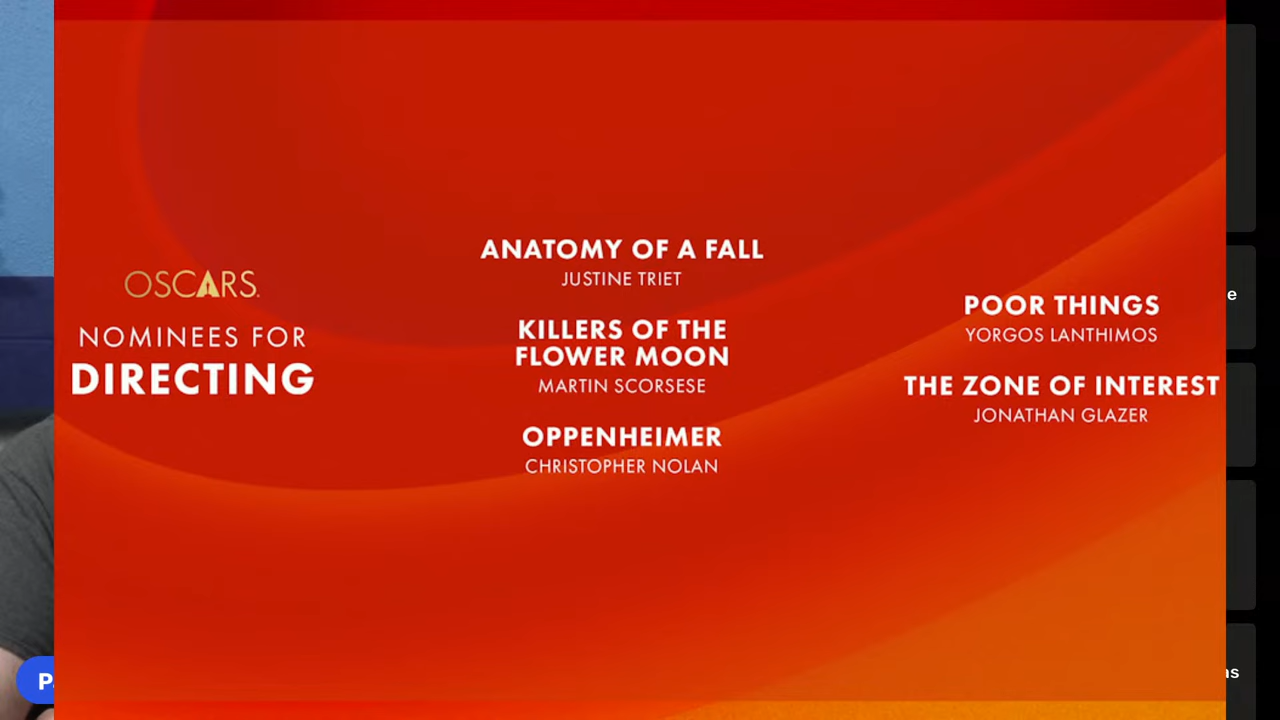 OSCARS.
NOMINEES FOR
DIRECTING
ANATOMY OF A FALL
JUSTINE TRIET
KILLERS OF THE
FLOWER MOON
MARTIN SCORSESE
OPPENHEIMER
CHRISTOPHER NOLAN
POOR THINGS
YORGOS LANTHIMOS
THE ZONE OF INTEREST
JONATHAN GLAZER